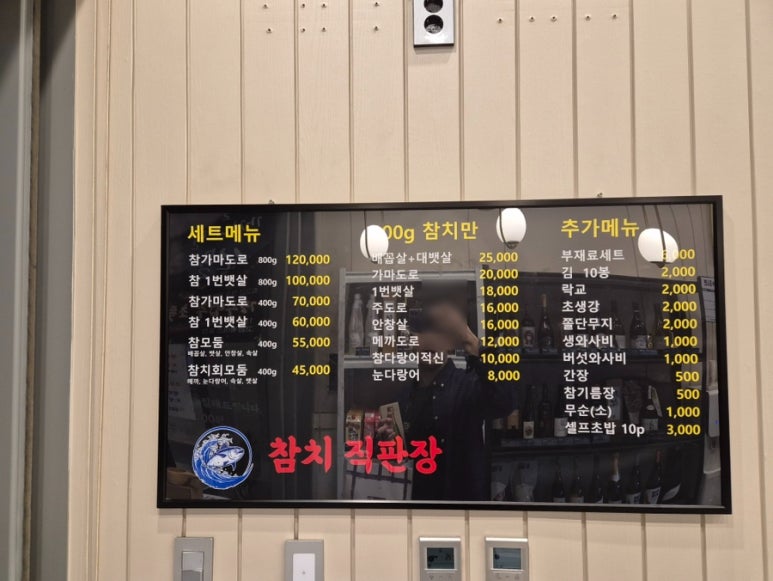 세트메뉴
참가마도로 800g 120,000
참 1번뱃살 800g 100,000
참가마도로 400g 70,000
참 1번뱃살 400g 60,000
참모둠 400g 55,000
배꼽살, 뱃살, 안창살, 속살
참치회모둠 400g 45,000
메까, 눈다랑어, 속살, 뱃살
참치만
배꼽살+대뱃살 25,000
가마도로 20,000
1번뱃살 18,000
주도로 16,000
안창살 16,000
메까도로 12,000
참다랑어적신 10,000
눈다랑어 8,000
추가메뉴
부재료세트
김 10봉 2,000
락교 2,000
초생강 2,000
쫄단무지 2,000
생와사비 1,000
버섯와사비 1,000
간장 500
참기름장 500
무순(소) 1,000
셀프초밥 10p 3,000
참치 직판장